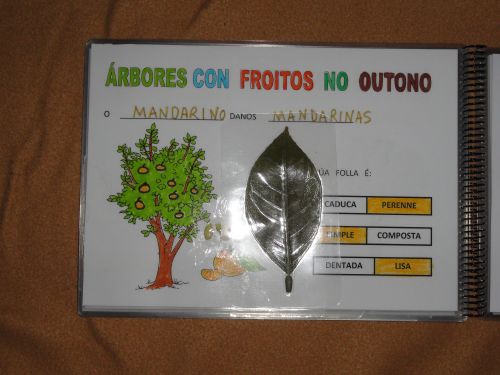 ÁRBORES CON FROITOS NO OUTONO
O MANDARINO DANOS MANDARINAS
FOLLA É:
CADUCA PERENNE
SIMPLE COMPOSTA
DENTADA LISA